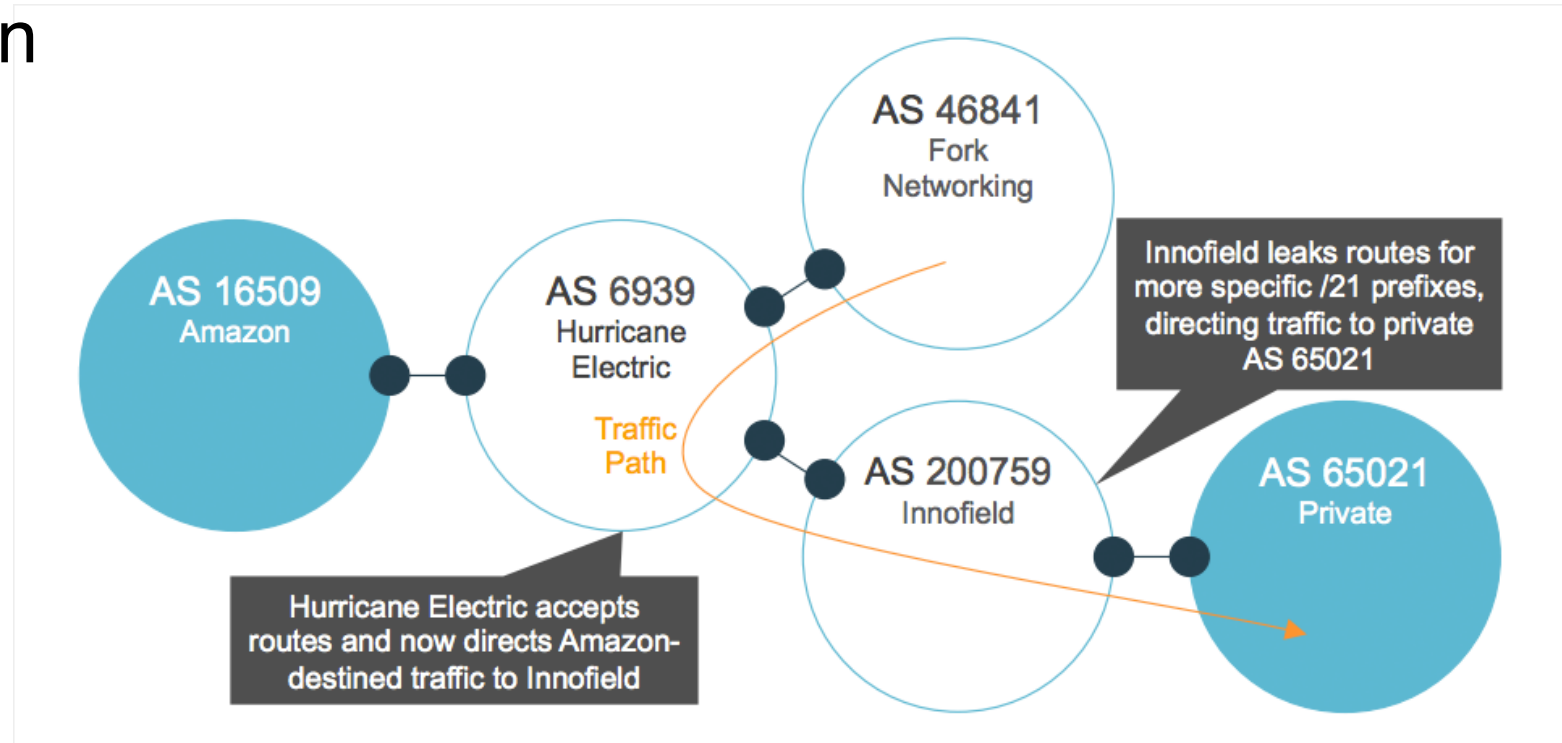 n
AS 46841
Fork
Networking
AS 16509
Amazon
AS 6939
Hurricane
Electric
Traffic
Path
Innofield leaks routes for
more specific /21 prefixes,
directing traffic to private
AS 65021
AS 200759
Innofield
AS 65021
Private
Hurricane Electric accepts
routes and now directs Amazon-
destined traffic to Innofield